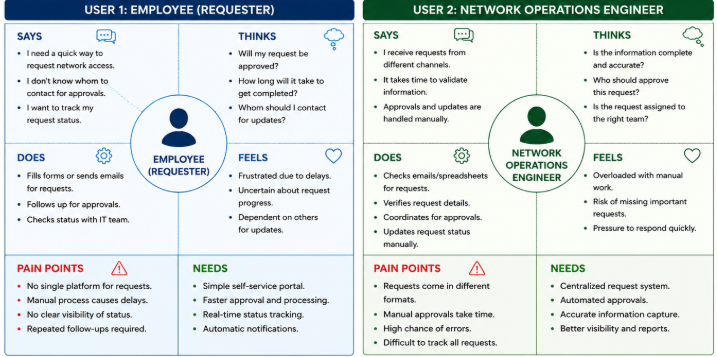 USER 1: EMPLOYEE (REQUESTER)
SAYS
• I need a quick way to
request network access.
• I don't know whom to
contact for approvals.
• I want to track my
request status.
THINKS
• Will my request be
approved?
• How long will it take to
get completed?
• Whom should I contact
for updates?
EMPLOYEE
(REQUESTER)
DOES
• Fills forms or sends emails
for requests.
• Follows up for approvals.
• Checks status with IT team.
FEELS
• Frustrated due to delays.
• Uncertain about request
progress.
• Dependent on others
for updates.
PAIN POINTS
• No single platform for requests.
• Manual process causes delays.
• No clear visibility of status.
• Repeated follow-ups required.
NEEDS
• Simple self-service portal.
• Faster approval and processing.
• Real-time status tracking.
• Automatic notifications.
USER 2: NETWORK OPERATIONS ENGINEER
SAYS
• I receive requests from
different channels.
• It takes time to validate
information.
• Approvals and updates are
handled manually.
THINKS
• Is the information complete
and accurate?
• Who should approve
this request?
• Is the request assigned to
the right team?
NETWORK
OPERATIONS
ENGINEER
DOES
• Checks emails/spreadsheets
for requests.
• Verifies request details.
• Coordinates for approvals.
• Updates request status
manually.
FEELS
• Overloaded with manual
work.
• Risk of missing important
requests.
• Pressure to respond quickly.
PAIN POINTS
• Requests come in different
formats.
• Manual approvals take time.
• High chance of errors.
• Difficult to track all requests.
NEEDS
• Centralized request system.
• Automated approvals.
• Accurate information capture.
• Better visibility and reports.